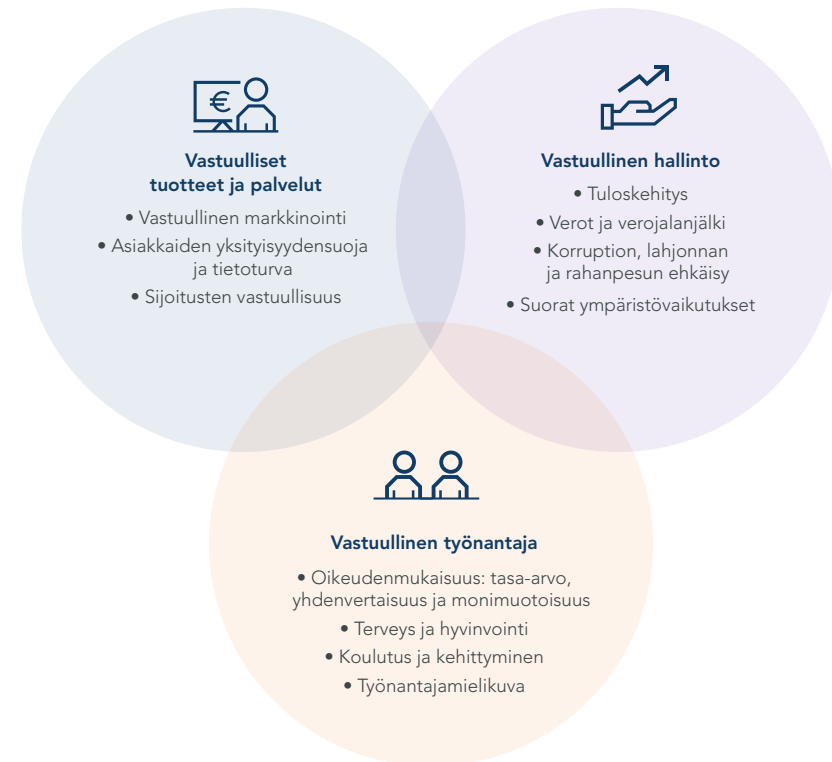 €
Vastuulliset
tuotteet ja palvelut
• Vastuullinen markkinointi
• Asiakkaiden yksityisyydensuoja
ja tietoturva
• Sijoitusten vastuullisuus
Vastuullinen hallinto
• Tuloskehitys
• Verot ja verojalanjälki
• Korruption, lahjonnan
ja rahanpesun ehkäisy
• Suorat ympäristövaikutukset
Vastuullinen työnantaja
• Oikeudenmukaisuus: tasa-arvo,
yhdenvertaisuus ja monimuotoisuus
• Terveys ja hyvinvointi
• Koulutus ja kehittyminen
• Työnantajamielikuva